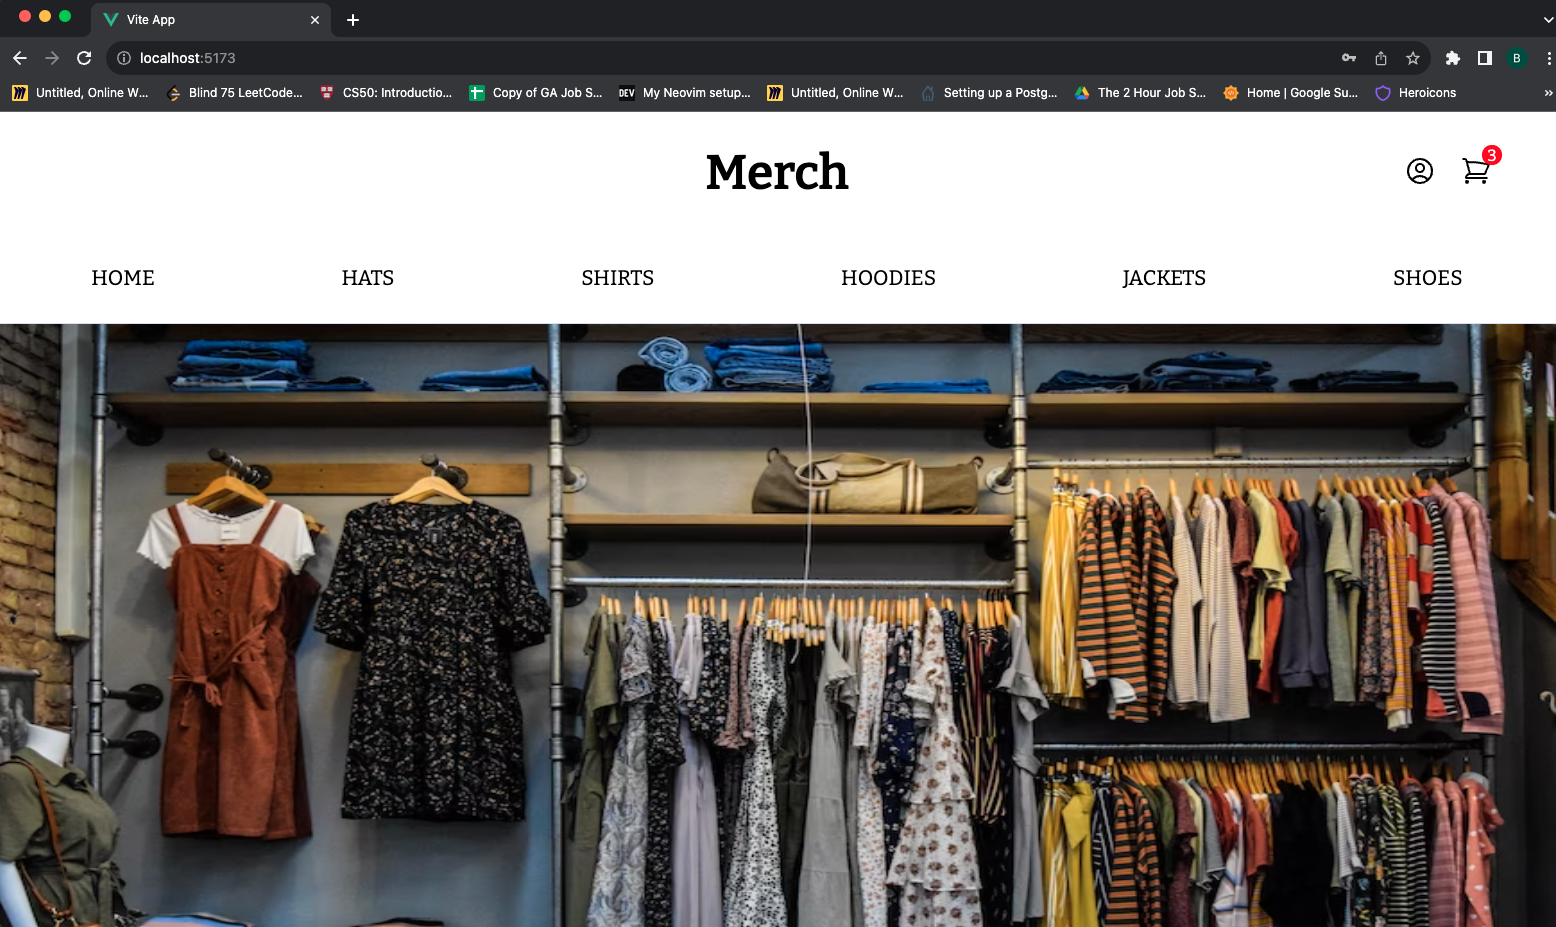 Vite App
localhost:5173
B
Untitled, Online W... Blind 75 LeetCode... CS50: Introductio... Copy of GA Job S... DEV My Neovim setup... Untitled, Online W... Setting up a Postg... The 2 Hour Job S... Home | Google Su... Heroicons »
Merch
3
HOME HATS SHIRTS HOODIES JACKETS SHOES